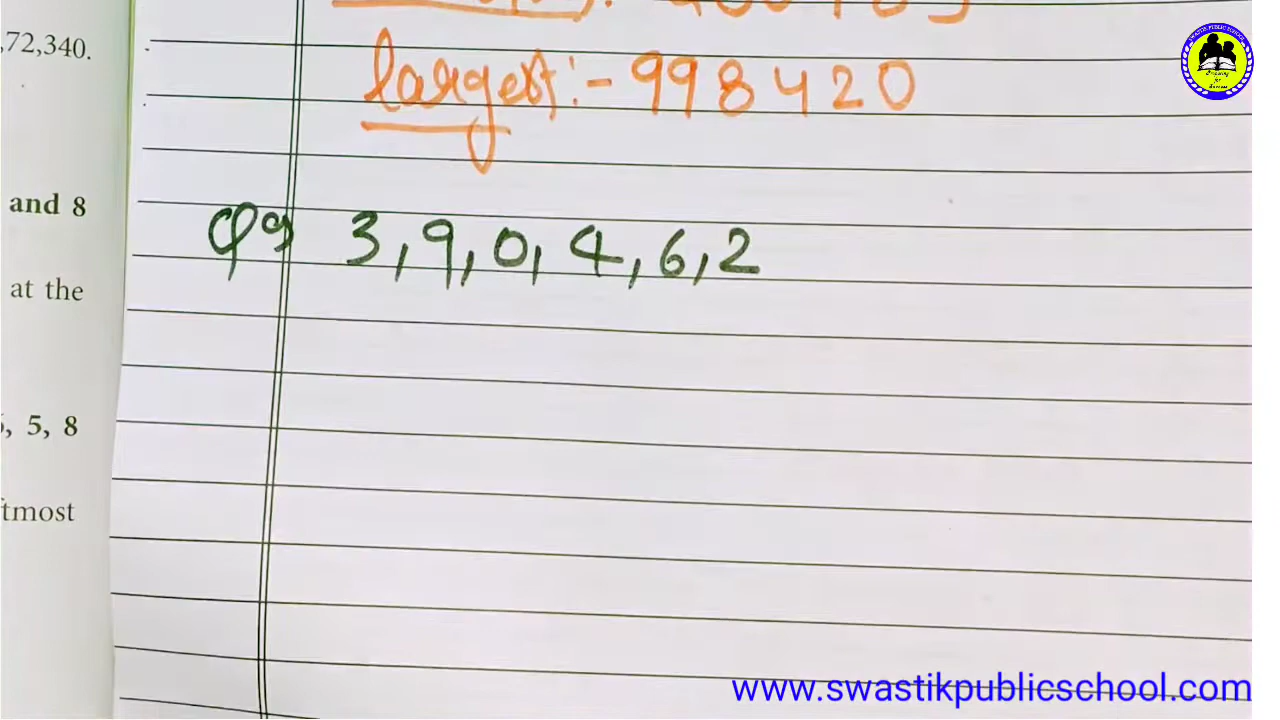 ,72,340.
largest:- 998420
and 8
3, 9, 0, 4, 6, 2
at the
5, 8
tmost
www.swastikpublicschool.com